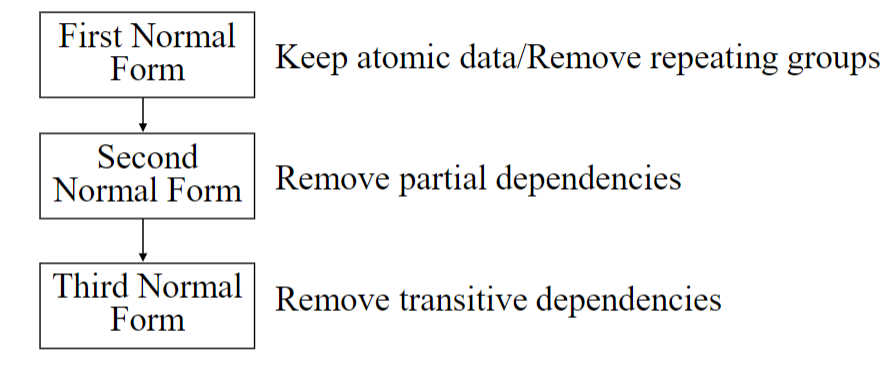 First Normal
Form
Keep atomic data/Remove repeating groups
Second
Normal Form
Remove partial dependencies
Third Normal
Form
Remove transitive dependencies